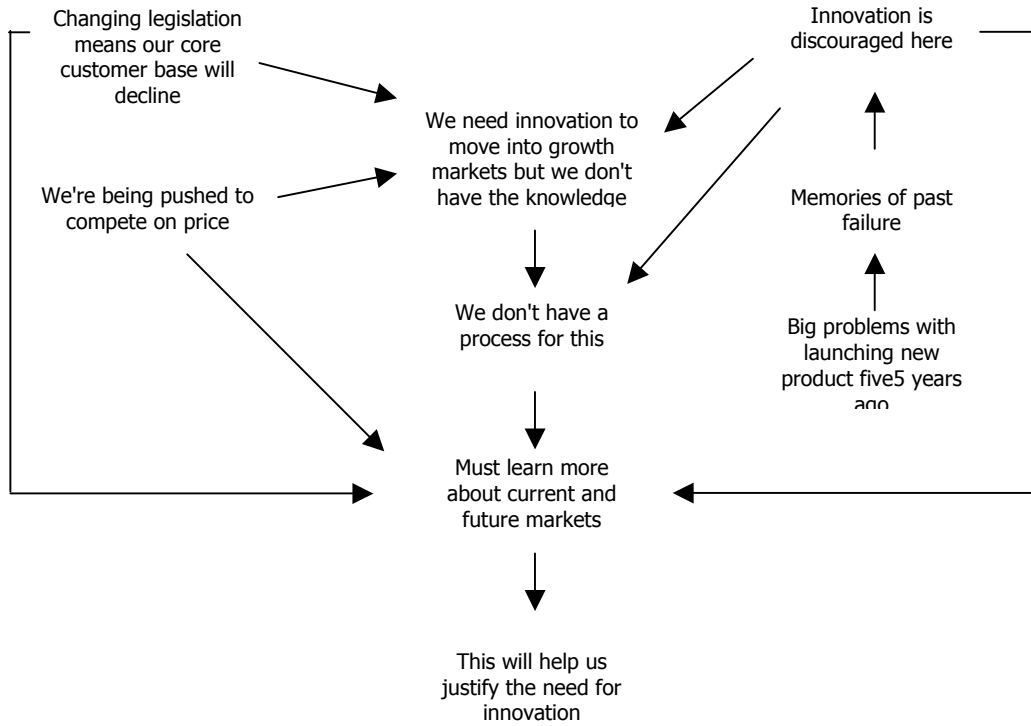 Changing legislation
means our core
customer base will
decline
Innovation is
discouraged here
We need innovation to
move into growth
markets but we don't
have the knowledge
We're being pushed to
compete on price
Memories of past
failure
We don't have a
process for this
Big problems with
launching new
product five5 years
ago
Must learn more
about current and
future markets
This will help us
justify the need for
innovation